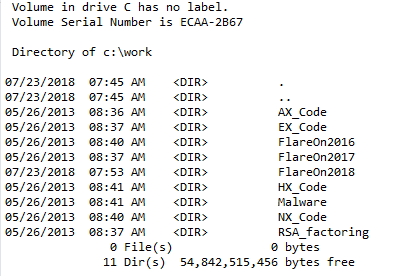 Volume in drive C has no label.
Volume Serial Number is ECAA-2B67
Directory of c:\work
07/23/2018  07:45 AM    <DIR>          .
07/23/2018  07:45 AM    <DIR>          ..
05/26/2013  08:36 AM    <DIR>          AX_Code
05/26/2013  08:37 AM    <DIR>          EX_Code
05/26/2013  08:40 AM    <DIR>          FlareOn2016
05/26/2013  08:37 AM    <DIR>          FlareOn2017
07/23/2018  07:53 AM    <DIR>          FlareOn2018
05/26/2013  08:41 AM    <DIR>          HX_Code
05/26/2013  08:41 AM    <DIR>          Malware
05/26/2013  08:40 AM    <DIR>          NX_Code
05/26/2013  08:37 AM    <DIR>          RSA_factoring
0 File(s)              0 bytes
11 Dir(s)  54,842,515,456 bytes free